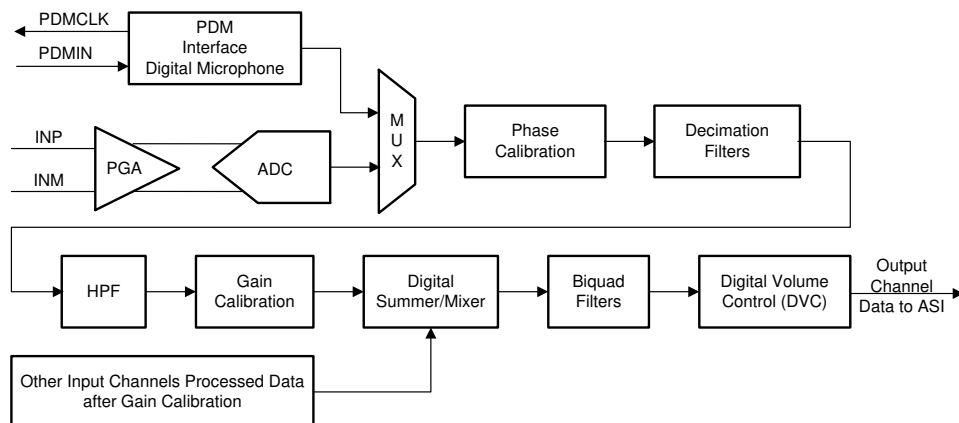 PDMCLK
PDMIN
PDM
Interface
Digital Microphone
INP
INM
PGA
ADC
M
U
X
Phase
Calibration
Decimation
Filters
HPF
Gain
Calibration
Digital
Summer/Mixer
Biquad
Filters
Digital Volume
Control (DVC)
Output
Channel
Data to ASI
Other Input Channels Processed Data
after Gain Calibration